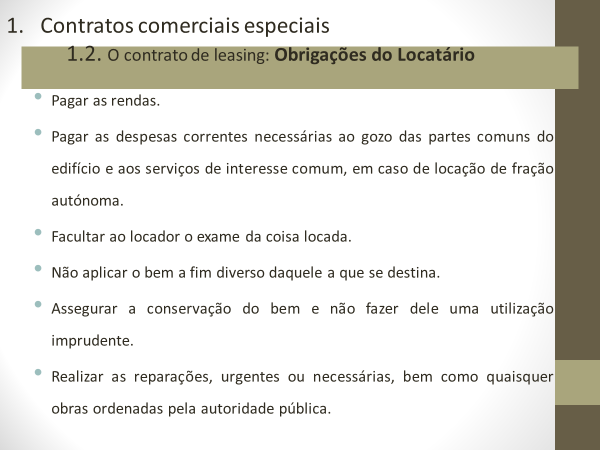 1. Contratos comerciais especiais
1.2. O contrato de leasing: Obrigações do Locatário
• Pagar as rendas.
• Pagar as despesas correntes necessárias ao gozo das partes comuns do
edifício e aos serviços de interesse comum, em caso de locação de fração
autónoma.
• Facultar ao locador o exame da coisa locada.
• Não aplicar o bem a fim diverso daquele a que se destina.
• Assegurar a conservação do bem e não fazer dele uma utilização
imprudente.
• Realizar as reparações, urgentes ou necessárias, bem como quaisquer
obras ordenadas pela autoridade pública.